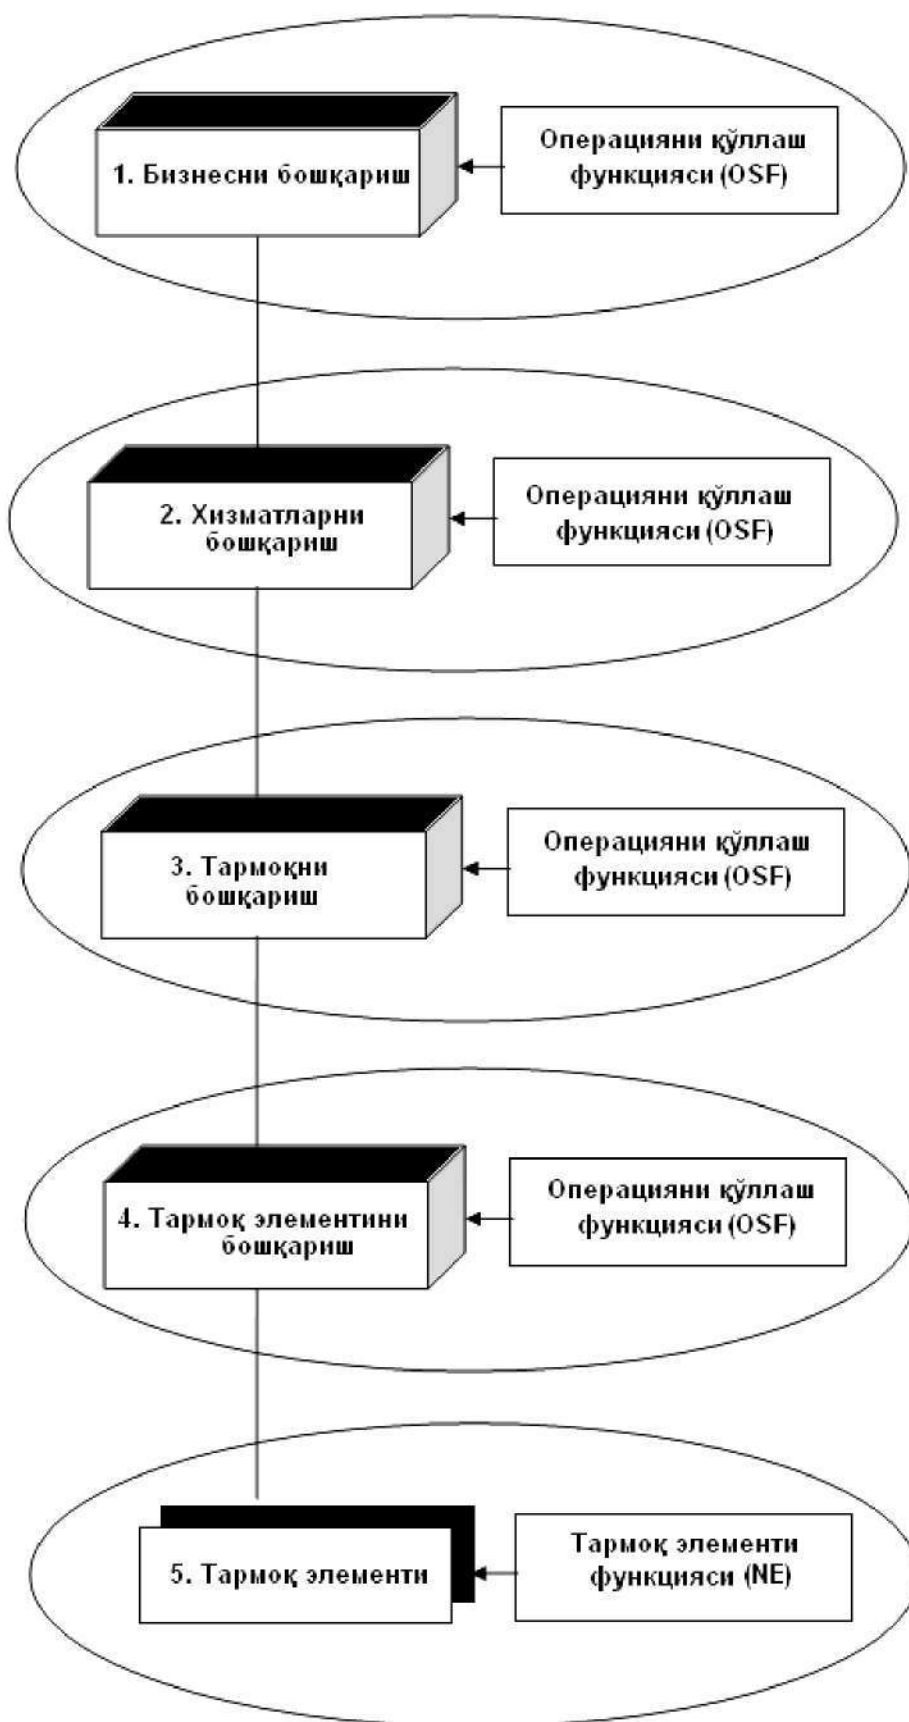 Операцияни қўллаш
функцияси (OSF)
1. Бизнесни бошқариш
Операцияни қўллаш
функцияси (OSF)
2. Хизматларни
бошқариш
Операцияни қўллаш
функцияси (OSF)
3. Тармоқни
бошқариш
Операцияни қўллаш
функцияси (OSF)
4. Тармоқ элементини
бошқариш
Тармоқ элементи
функцияси (NE)
5. Тармоқ элементи